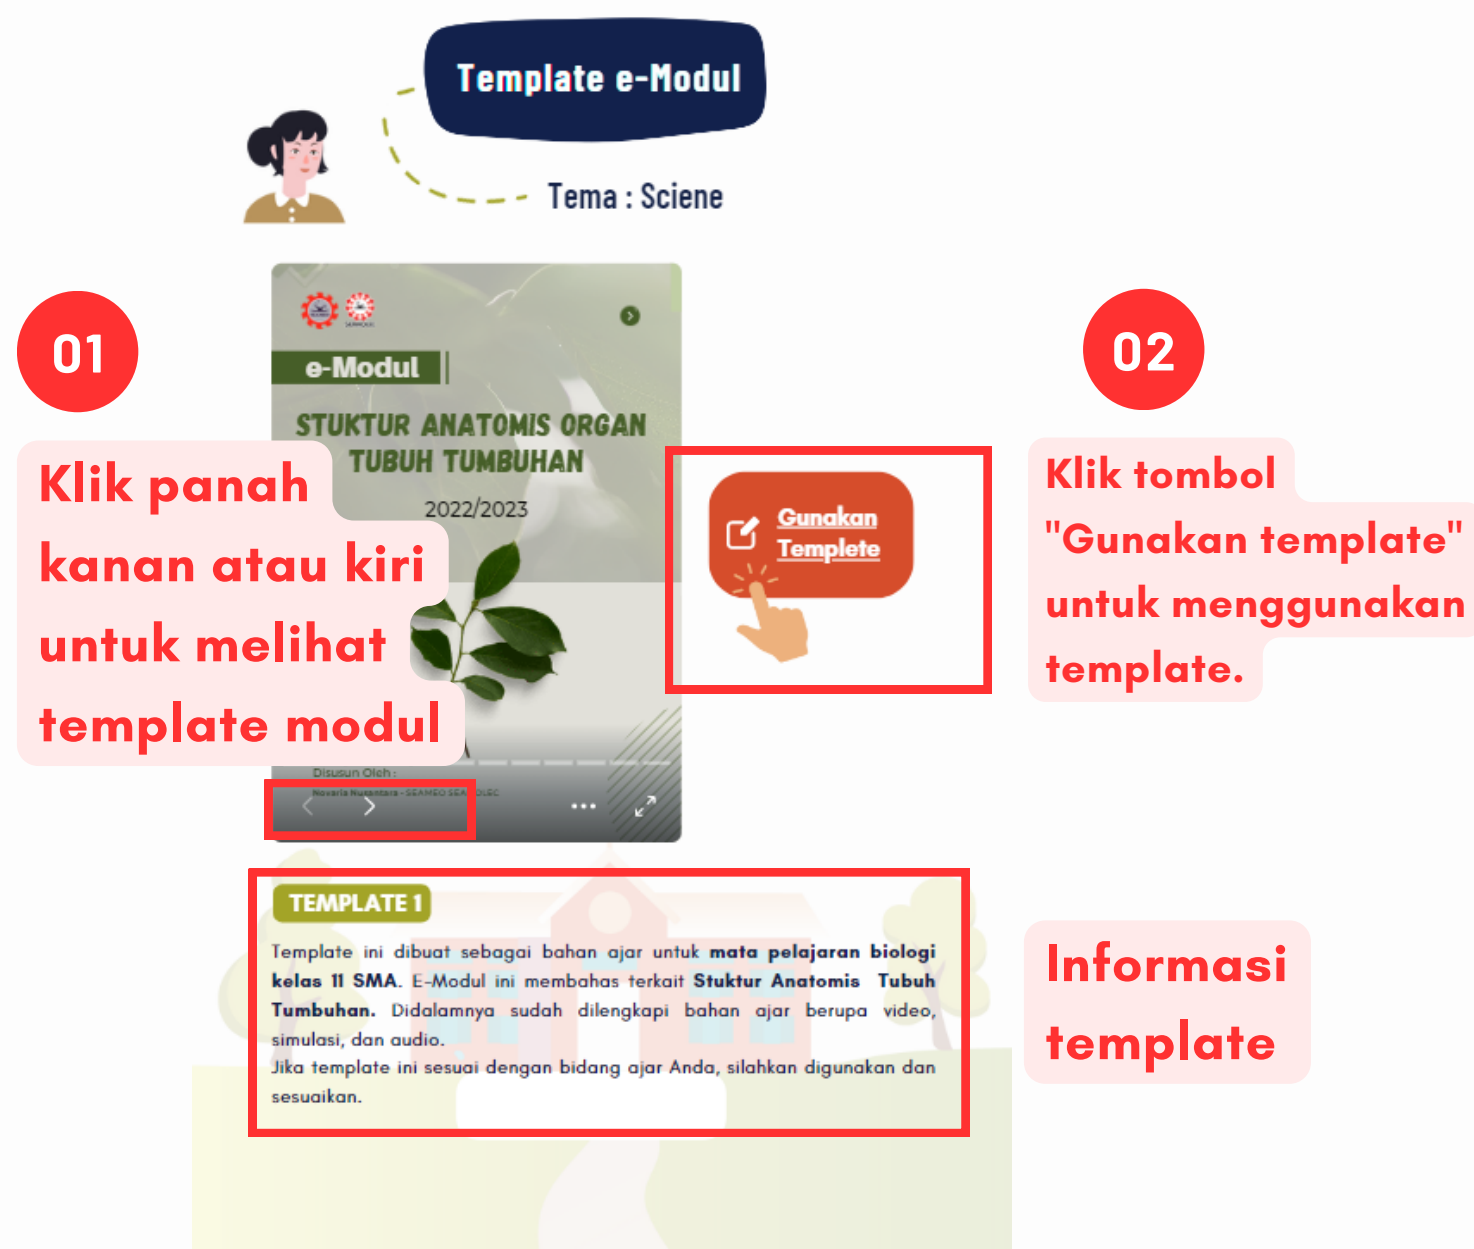 Template e-Modul
Tema : Sciene
01
Klik panah
kanan atau kiri
untuk melihat
template modul
e-Modul
STUKTUR ANATOMIS ORGAN
TUBUH TUMBUHAN
2022/2023
Disusun Oleh :
Novaria Nusantara - SEAMEO
Gunakan
Templete
02
Klik tombol
"Gunakan template"
untuk menggunakan
template.
TEMPLATE 1
Template ini dibuat sebagai bahan ajar untuk mata pelajaran biologi
kelas 11 SMA. E-Modul ini membahas terkait Stuktur Anatomis Tubuh
Tumbuhan. Didalamnya sudah dilengkapi bahan ajar berupa video,
simulasi, dan audio.
Jika template ini sesuai dengan bidang ajar Anda, silahkan digunakan dan
sesuaikan.
Informasi
template